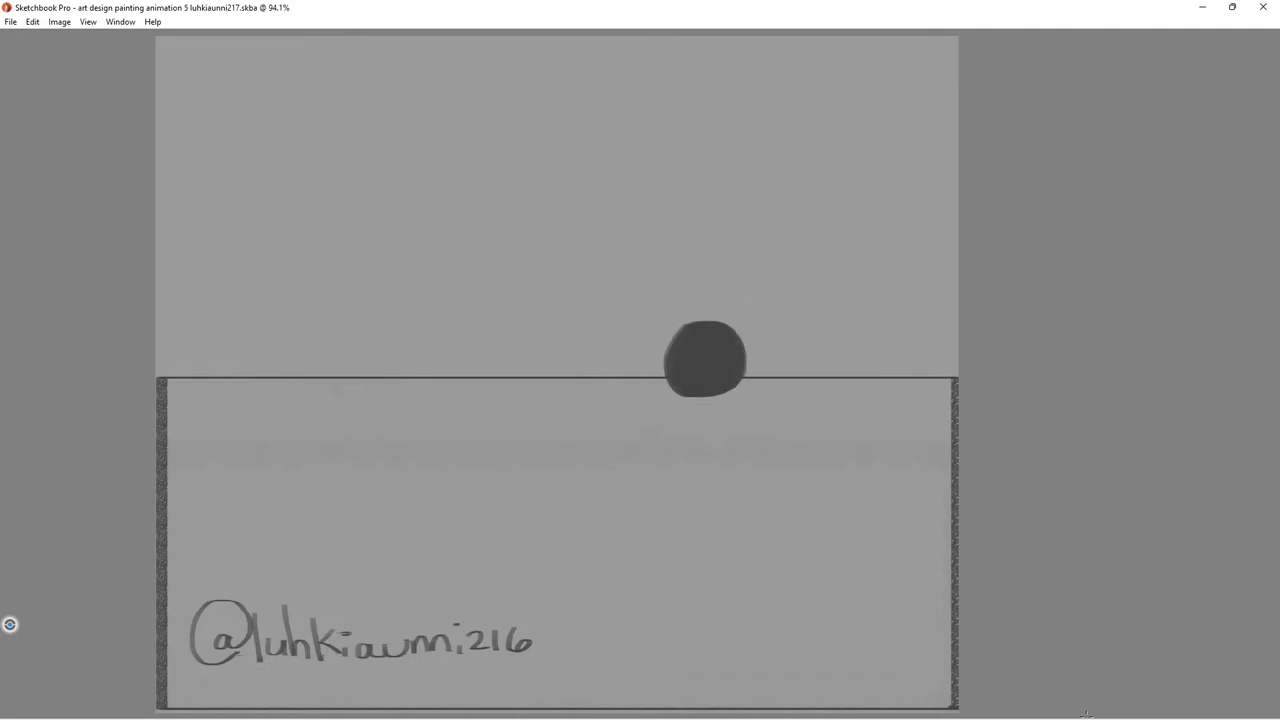 Sketchbook Pro - art design painting animation 5 luhkiaunni217.skba @ 94.1%
File Edit Image View Window Help
@luhkiaunni216